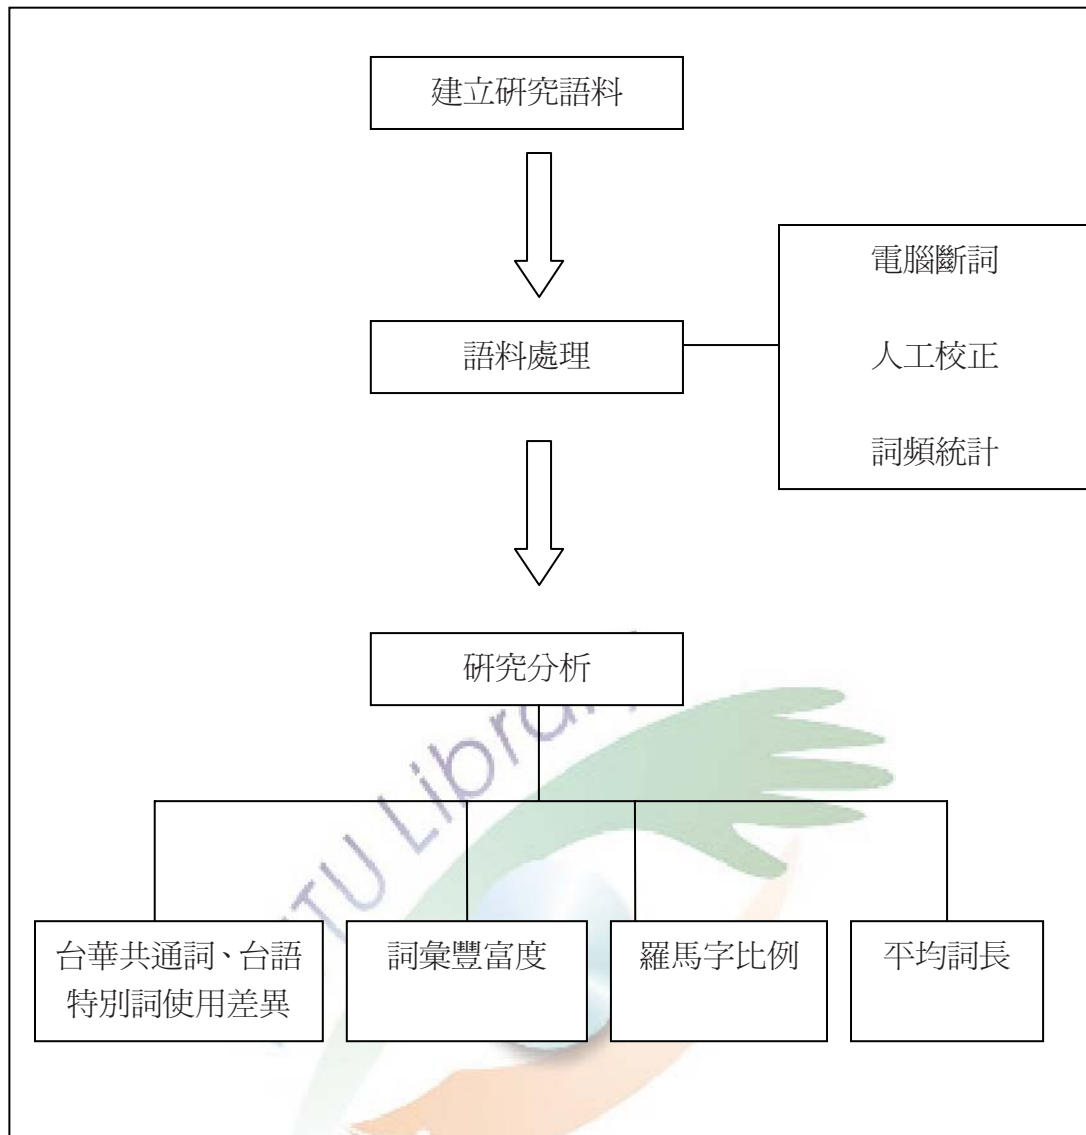 建立研究語料
電腦斷詞
語料處理
人工校正
詞頻統計
研究分析
TU Library
台華共通詞、台語
特別詞使用差異
詞彙豐富度
羅馬字比例
平均詞長